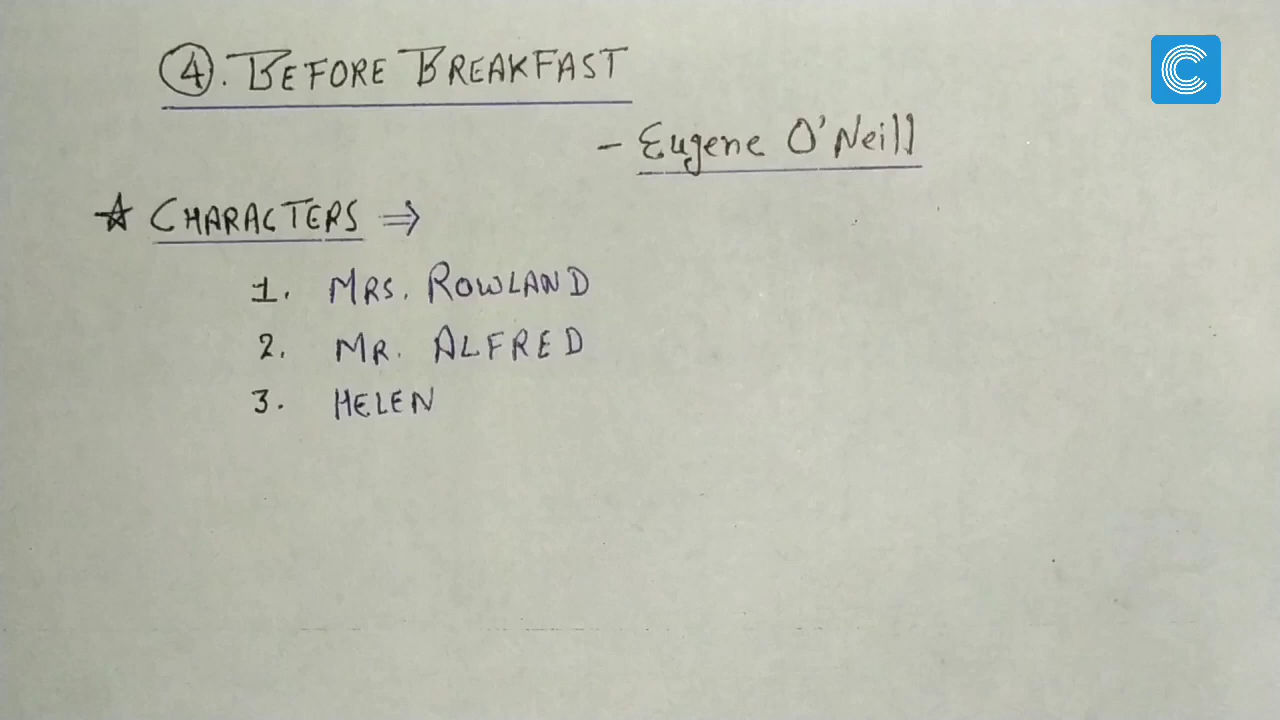 ④. BEFORE BREAKFAST
- Eugene O'Neill
☆ CHARACTERS ⇒
1. MRS. ROWLAND
2. MR. ALFRED
3. HELEN